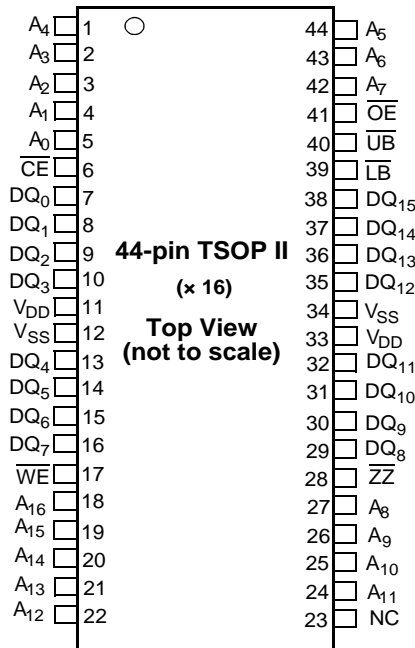 A4 1 44 A5
A3 2 43 A6
A2 3 42 A7
A1 4 41 OE
A0 5 40 UB
CE 6 39 LB
DQ0 7 38 DQ15
DQ1 8 37 DQ14
DQ2 9 36 DQ13
DQ3 10 35 DQ12
VDD 11 34 VSS
VSS 12 33 VDD
DQ4 13 32 DQ11
DQ5 14 31 DQ10
DQ6 15 30 DQ9
DQ7 16 29 DQ8
WE 17 28 ZZ
A16 18 27 A8
A15 19 26 A9
A14 20 25 A10
A13 21 24 A11
A12 22 23 NC
44-pin TSOP II
(× 16)
Top View
(not to scale)